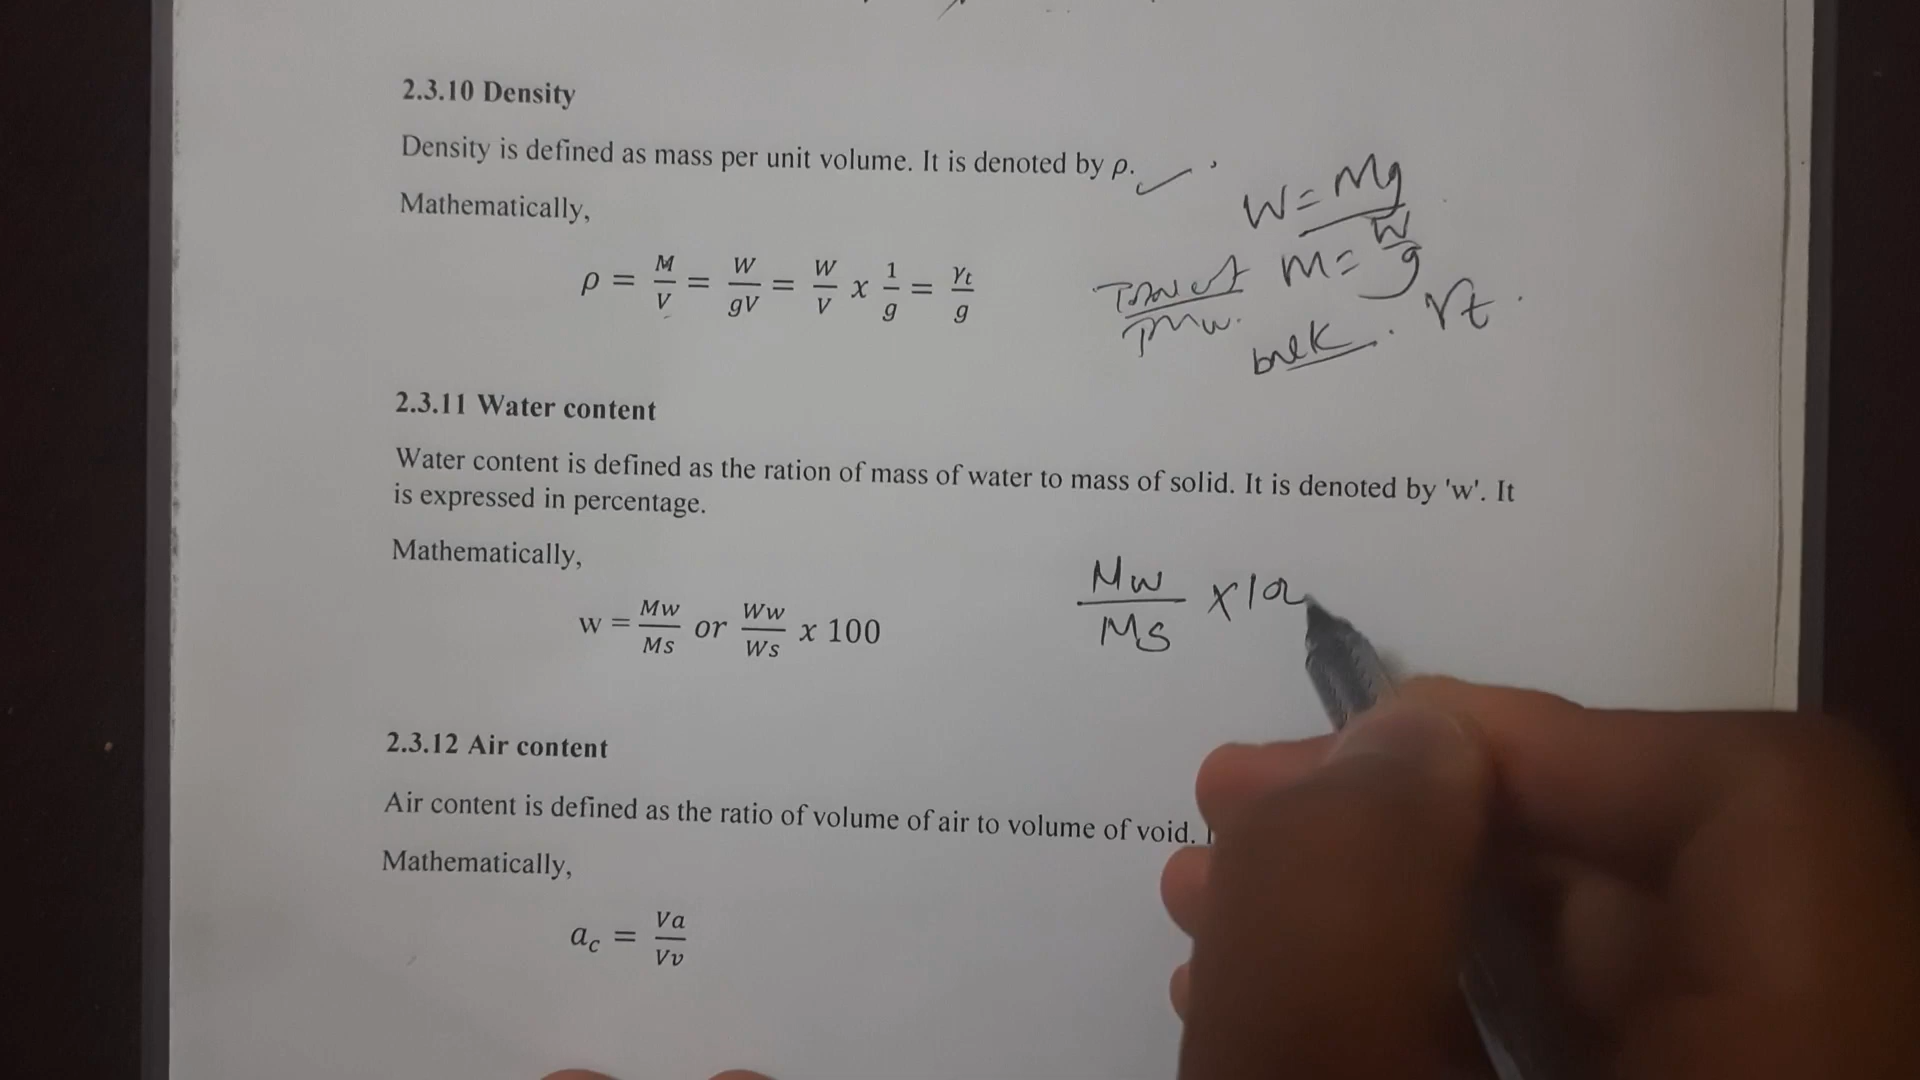 2.3.10 Density
Density is defined as mass per unit volume. It is denoted by ρ.
Mathematically,
ρ = M/V = W/gV = W/V x 1/g = γt/g
W = Mg
M = W/g
γt
2.3.11 Water content
Water content is defined as the ration of mass of water to mass of solid. It is denoted by 'w'. It
is expressed in percentage.
Mathematically,
w = Mw/Ms or Ww/Ws x 100
Mw/Ms x 10
2.3.12 Air content
Air content is defined as the ratio of volume of air to volume of void.
Mathematically,
ac = Va/Vv